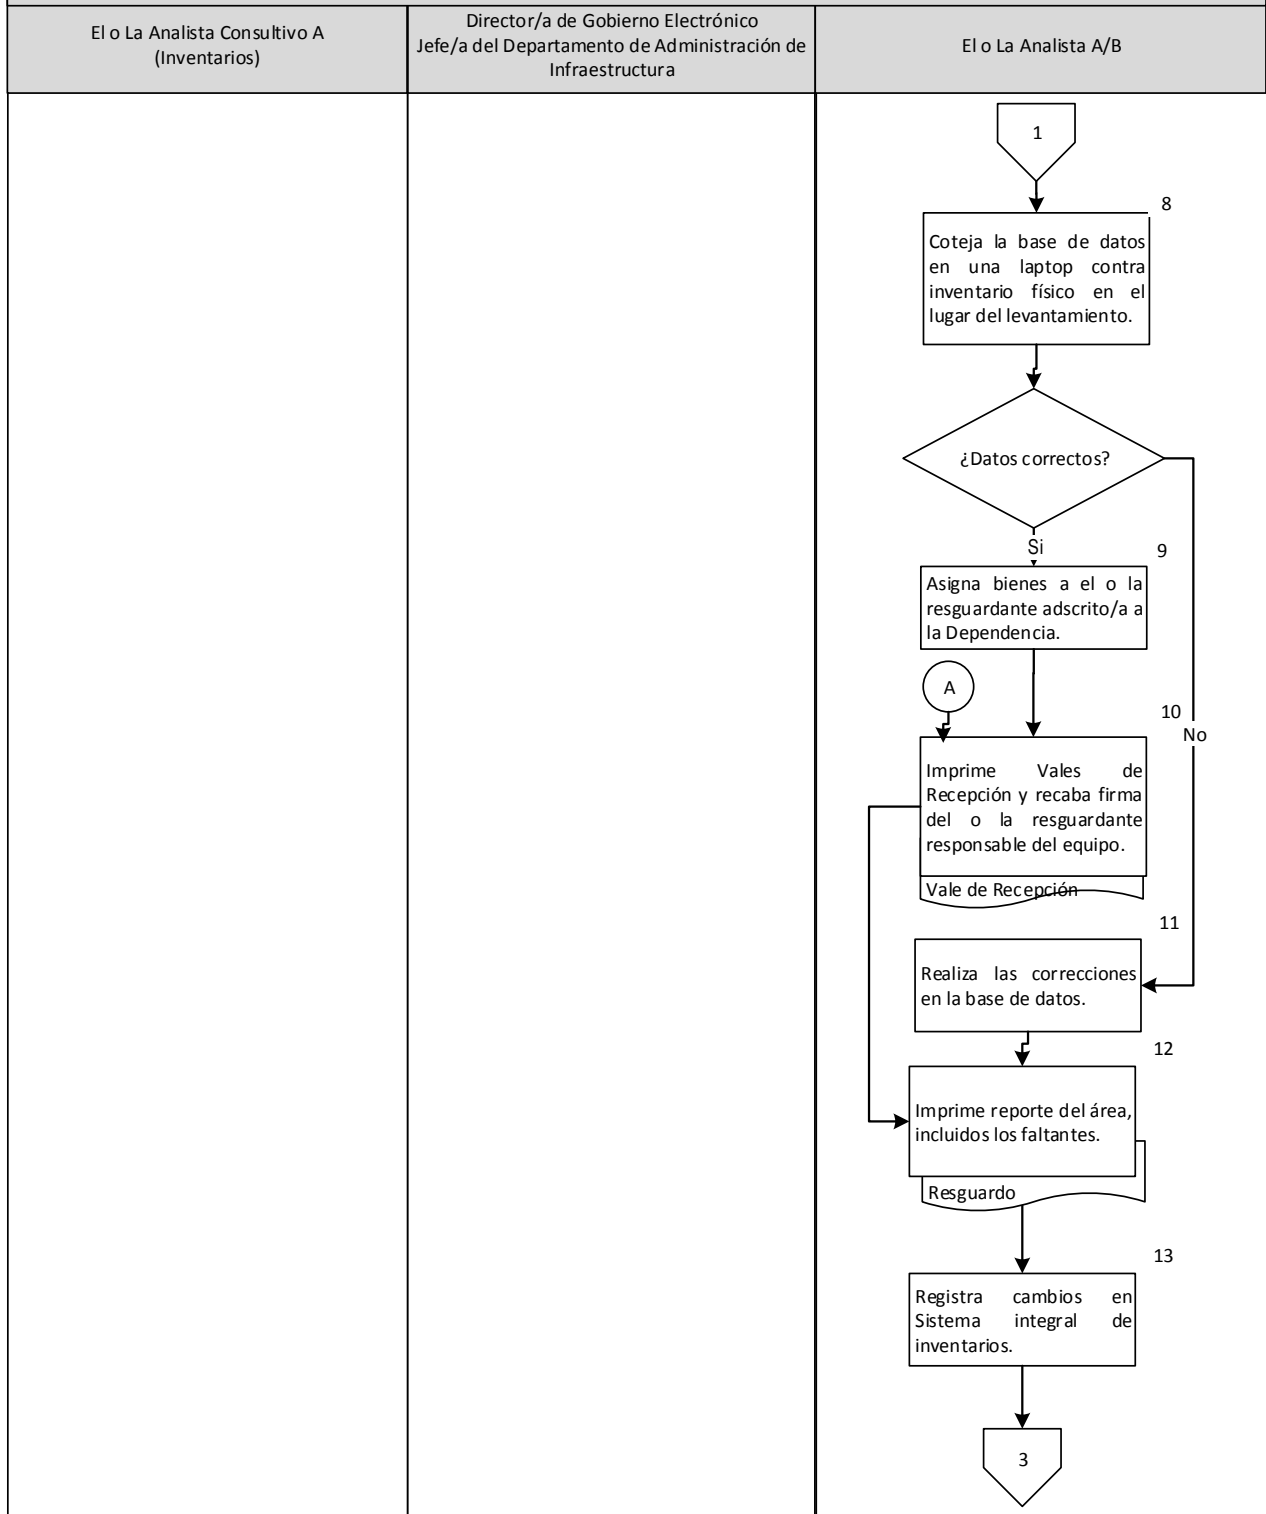 El o La Analista Consultivo A
(Inventarios)
Director/a de Gobierno Electrónico
Jefe/a del Departamento de Administración de
Infraestructura
El o La Analista A/B
1
8
Coteja la base de datos
en una laptop contra
inventario físico en el
lugar del levantamiento.
¿Datos correctos?
Si
9
Asigna bienes a el o la
resguardante adscrito/a a
la Dependencia.
A
10
No
Imprime Vales de
Recepción y recaba firma
del o la resguardante
responsable del equipo.
Vale de Recepción
11
Realiza las correcciones
en la base de datos.
12
Imprime reporte del área,
incluidos los faltantes.
Resguardo
13
Registra cambios en
Sistema integral de
inventarios.
3